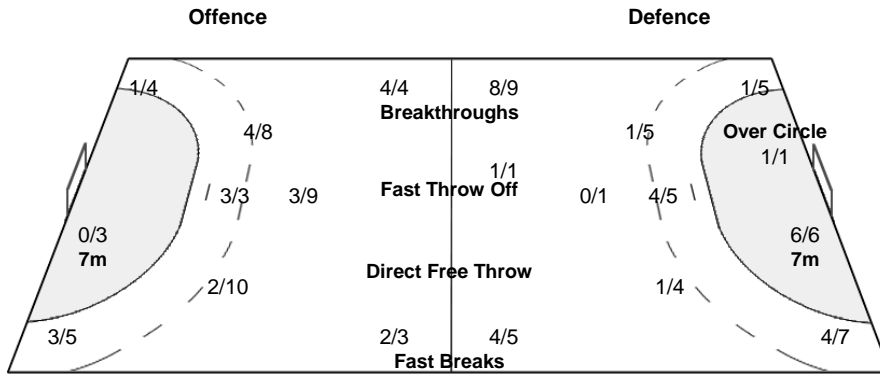 Offence Defence
1/4 4/4 8/9 1/5
Breakthroughs
4/8 1/5 Over Circle
1/1 1/1
3/3 3/9 Fast Throw Off 0/1 4/5
0/3 6/6
7m 7m
Direct Free Throw
2/10 1/4
3/5 2/3 4/5 4/7
Fast Breaks